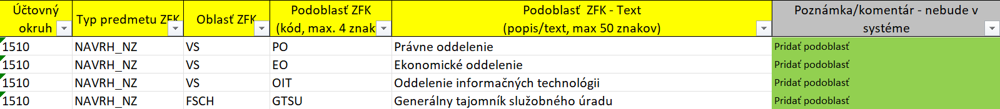 Účtovný okruh Typ predmetu ZFK Oblasť ZFK Podoblasť ZFK (kód, max. 4 znak Podoblasť ZFK - Text (popis/text, max 50 znakov) Poznámka/komentár - nebude v systéme
1510 NAVRH_NZ VS PO Právne oddelenie Pridať podoblasť
1510 NAVRH_NZ VS EO Ekonomické oddelenie Pridať podoblasť
1510 NAVRH_NZ VS OIT Oddelenie informačných technológii Pridať podoblasť
1510 NAVRH_NZ FSCH GTSU Generálny tajomník služobného úradu Pridať podoblasť